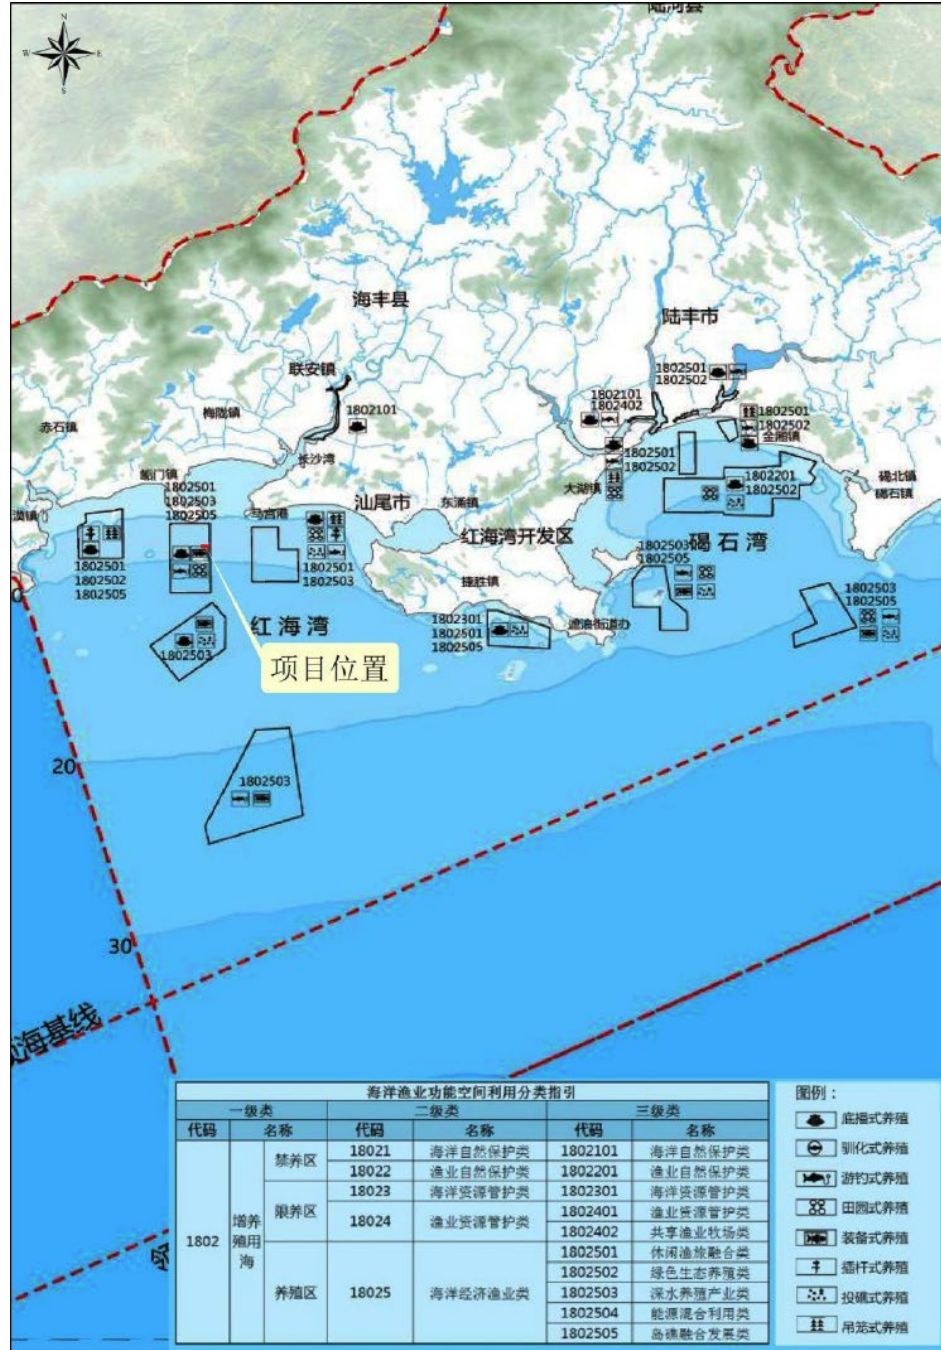 N
W
E
S
陆河县
海丰县
陆丰市
联安镇
1802501
1802502
1802101
1802101
1802402
梅陇镇
赤石镇
1802501
1802502
金厢镇
长沙湾
1802501
1802502
鲘门镇
1802501
1802503
1802505
大湖镇
1802201
1802502
碣北镇
碣石镇
汕尾市
东涌镇
马宫港
红海湾开发区
碣石湾
1802501
1802502
1802505
1802501
1802503
1802503
1802505
捷胜镇
1802503
1802505
红海湾
1802301
1802501
1802505
遮浪街道办
1802503
项目位置
20
1802503
30
领海基线
海洋渔业功能空间利用分类指引
一级类 二级类 三级类
代码 名称 代码 名称 代码 名称
1802 增养殖用海
禁养区 18021 海洋自然保护类 1802101 海洋自然保护类
18022 渔业自然保护类 1802201 渔业自然保护类
限养区 18023 海洋资源管护类 1802301 海洋资源管护类
18024 渔业资源管护类 1802401 渔业资源管护类
1802402 共享渔业牧场类
养殖区 18025 海洋经济渔业类 1802501 休闲渔旅融合类
1802502 绿色生态养殖类
1802503 深水养殖产业类
1802504 能源混合利用类
1802505 岛礁融合发展类
图例：
底播式养殖
驯化式养殖
游钓式养殖
田园式养殖
装备式养殖
插杆式养殖
投礁式养殖
吊笼式养殖